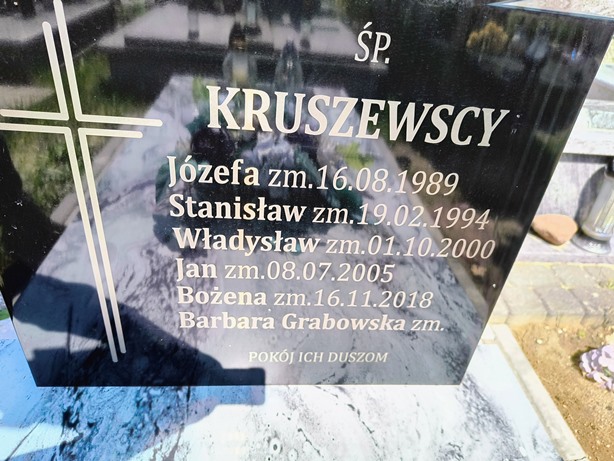 ŚP.
KRUSZEWSCY
Józefa zm.16.08.1989
Stanisław zm.19.02.1994
Władysław zm.01.10.2000
Jan zm.08.07.2005
Bożena zm.16.11.2018
Barbara Grabowska zm.
POKÓJ ICH DUSZOM